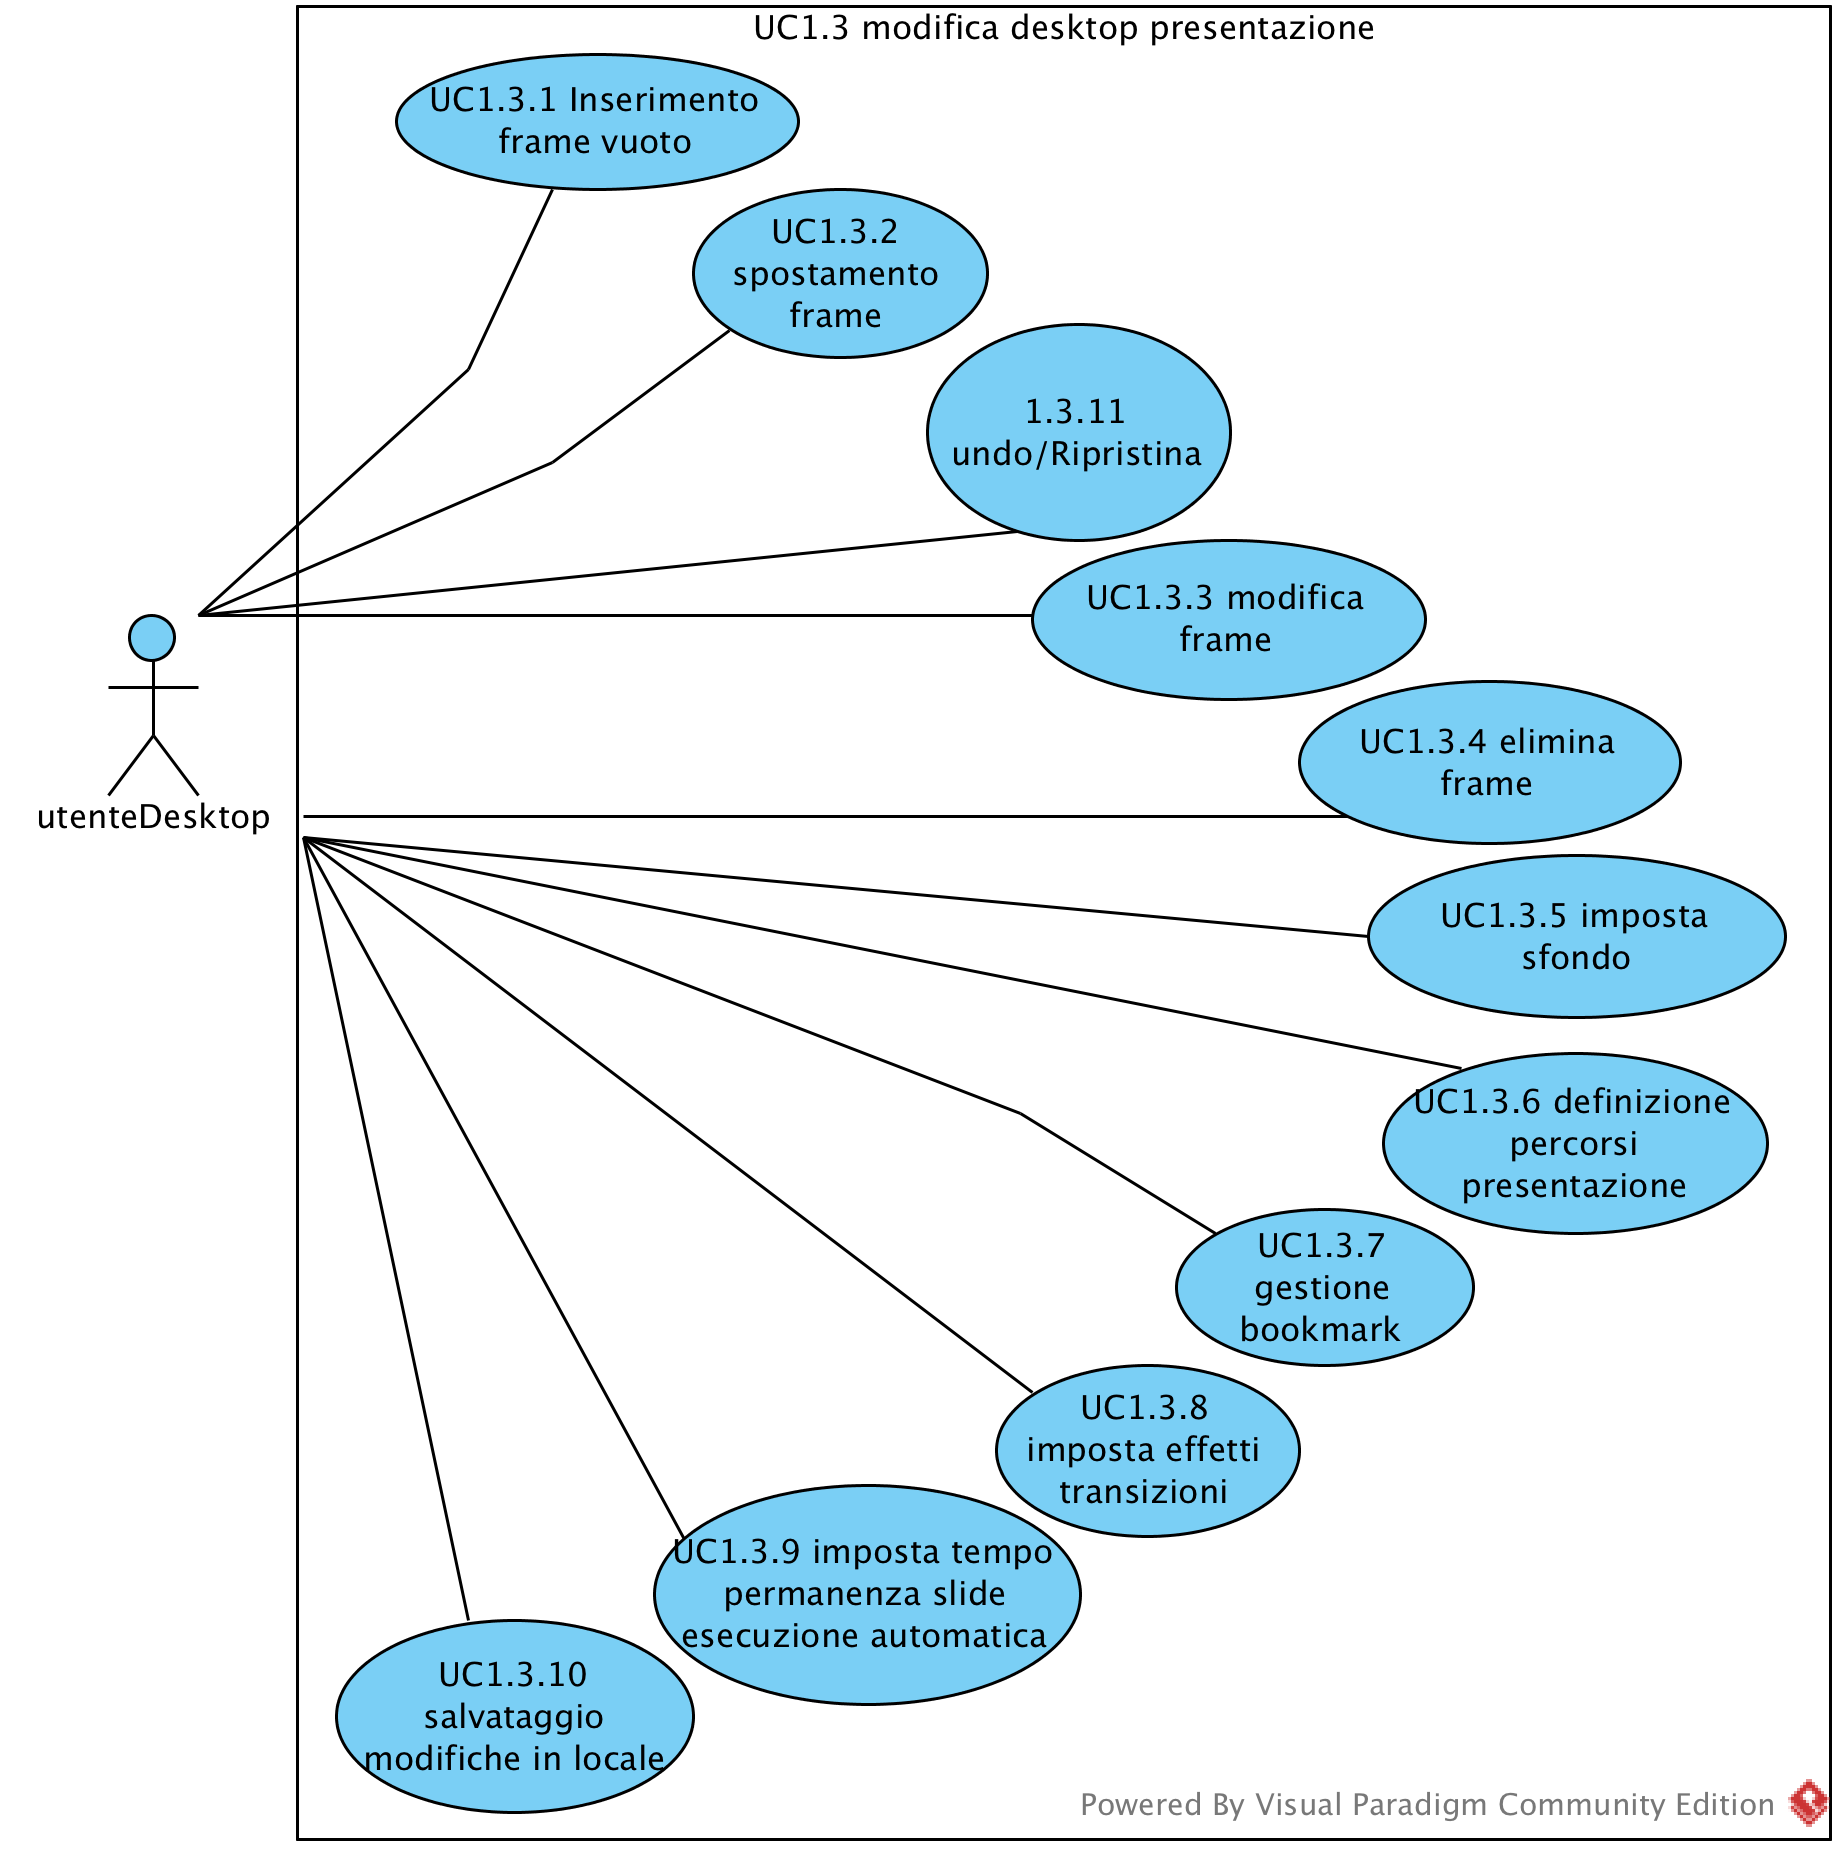 UC1.3 modifica desktop presentazione
UC1.3.1 Inserimento
frame vuoto
UC1.3.2
spostamento
frame
1.3.11
undo/Ripristina
UC1.3.3 modifica
frame
UC1.3.4 elimina
frame
utenteDesktop
UC1.3.5 imposta
sfondo
UC1.3.6 definizione
percorsi
presentazione
UC1.3.7
gestione
bookmark
UC1.3.8
imposta effetti
transizioni
UC1.3.9 imposta tempo
permanenza slide
esecuzione automatica
UC1.3.10
salvataggio
modifiche in locale
Powered By Visual Paradigm Community Edition